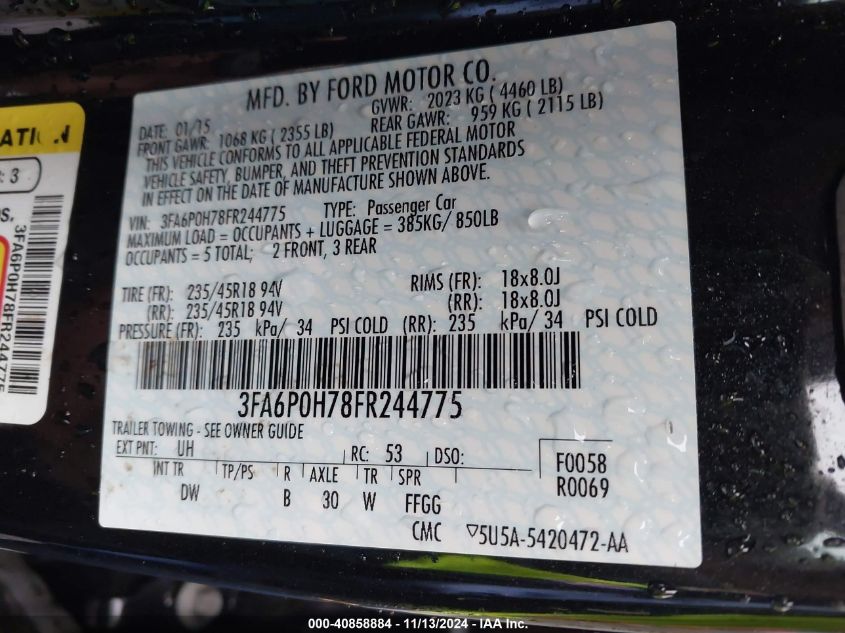 MFD. BY FORD MOTOR CO.
DATE: 01/15 GVWR: 2023 KG ( 4460 LB)
FRONT GAWR: 1068 KG ( 2355 LB) REAR GAWR: 959 KG ( 2115 LB)
THIS VEHICLE CONFORMS TO ALL APPLICABLE FEDERAL MOTOR
VEHICLE SAFETY, BUMPER, AND THEFT PREVENTION STANDARDS
IN EFFECT ON THE DATE OF MANUFACTURE SHOWN ABOVE.
VIN: 3FA6P0H78FR244775 TYPE: Passenger Car
MAXIMUM LOAD = OCCUPANTS + LUGGAGE = 385KG/ 850LB
OCCUPANTS = 5 TOTAL; 2 FRONT, 3 REAR
TIRE (FR): 235/45R18 94V RIMS (FR): 18x8.0J
(RR): 235/45R18 94V (RR): 18x8.0J
PRESSURE (FR): 235 kPa/ 34 PSI COLD (RR): 235 kPa/ 34 PSI COLD
3FA6P0H78FR244775
TRAILER TOWING - SEE OWNER GUIDE
EXT PNT: UH RC: 53 DSO: F0058
INT TR TP/PS R AXLE TR SPR R0069
DW B 30 W FFGG
CMC ▽5U5A-5420472-AA
: 3
3FA6P0H78FR244775
000-40858884 - 11/13/2024 - IAA Inc.